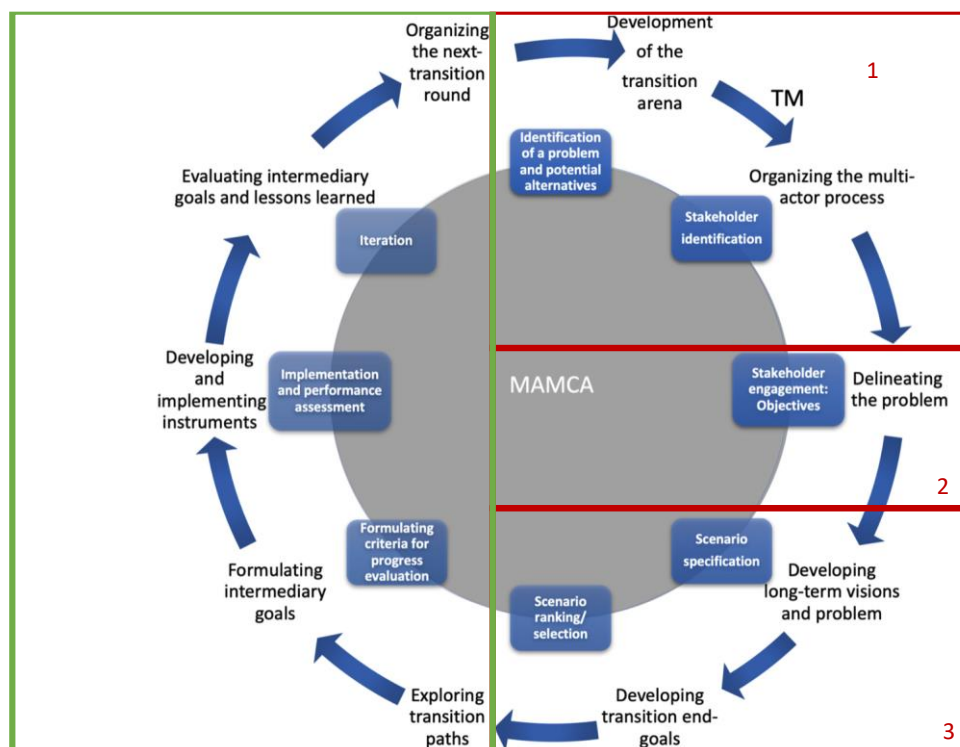 Organizing
the next-
transition
round
Development
of the
transition
arena
1
TM
Identification
of a problem
and potential
alternatives
Evaluating intermediary
goals and lessons learned
Organizing the multi-
actor process
Stakeholder
identification
Iteration
Developing
and
implementing
instruments
Implementation
and performance
assessment
MAMCA
Stakeholder
engagement:
Objectives
Delineating
the problem
2
Formulating
criteria for
progress
evaluation
Scenario
specification
Formulating
intermediary
goals
Developing
long-term visions
and problem
Scenario
ranking/
selection
Exploring
transition
paths
Developing
transition end-
goals
3